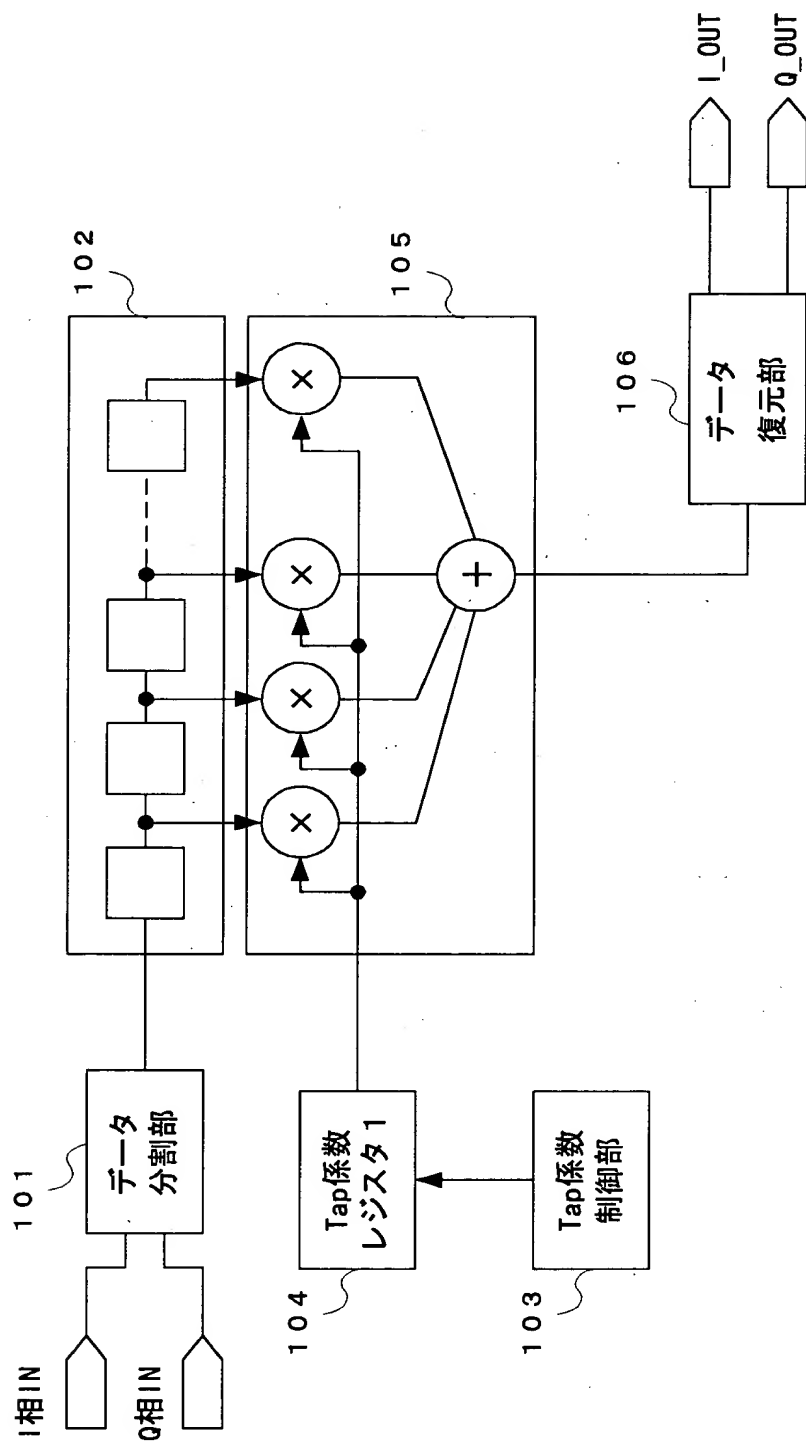 I相IN
Q相IN
101
データ
分割部
102
104
Tap係数
レジスタ1
103
Tap係数
制御部
105
×
×
×
×
+
106
データ
復元部
I_OUT
Q_OUT